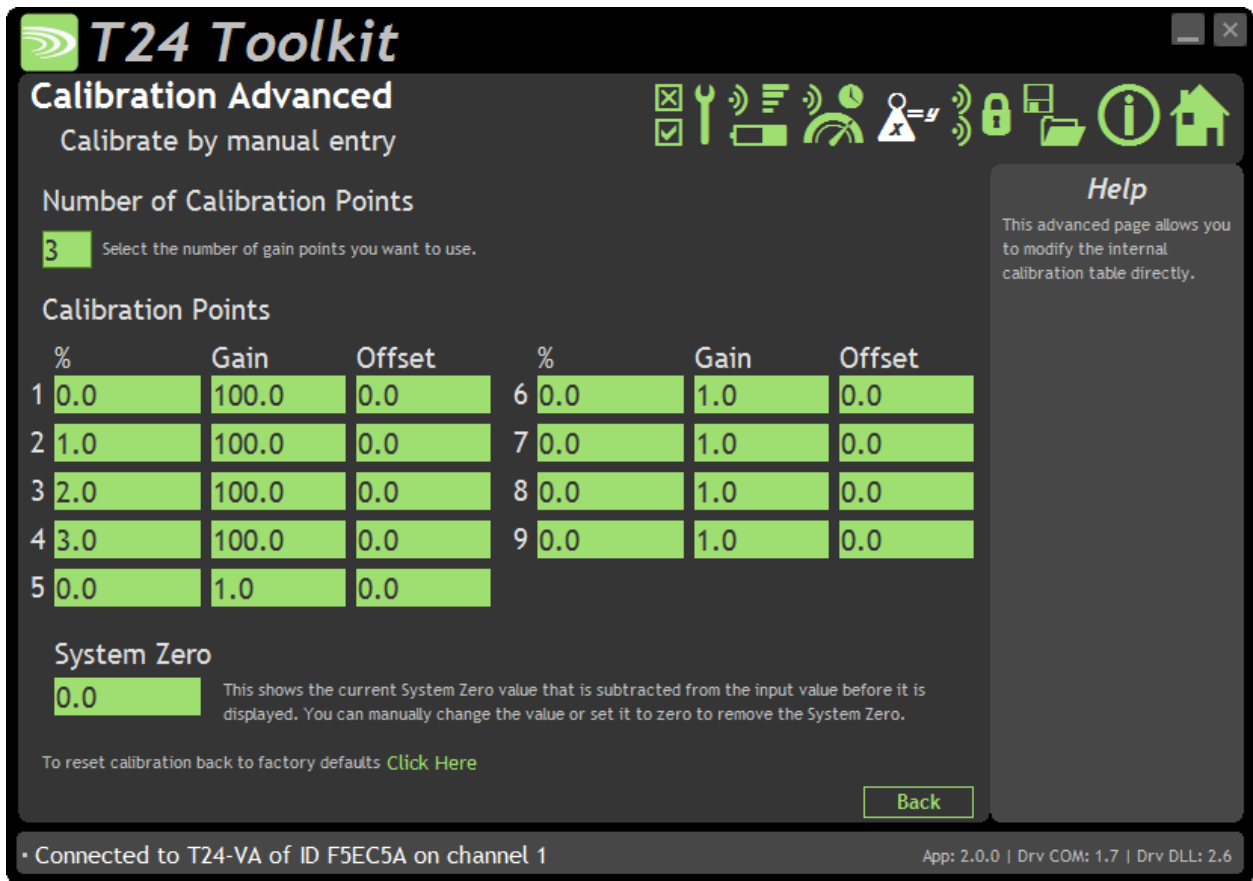 T24 Toolkit
Calibration Advanced
Calibrate by manual entry
x=y
Number of Calibration Points
3 Select the number of gain points you want to use.
Calibration Points
% Gain Offset % Gain Offset
1 0.0 100.0 0.0 6 0.0 1.0 0.0
2 1.0 100.0 0.0 7 0.0 1.0 0.0
3 2.0 100.0 0.0 8 0.0 1.0 0.0
4 3.0 100.0 0.0 9 0.0 1.0 0.0
5 0.0 1.0 0.0
System Zero
0.0
This shows the current System Zero value that is subtracted from the input value before it is
displayed. You can manually change the value or set it to zero to remove the System Zero.
To reset calibration back to factory defaults Click Here
Back
Help
This advanced page allows you
to modify the internal
calibration table directly.
Connected to T24-VA of ID F5EC5A on channel 1
App: 2.0.0 | Drv COM: 1.7 | Drv DLL: 2.6